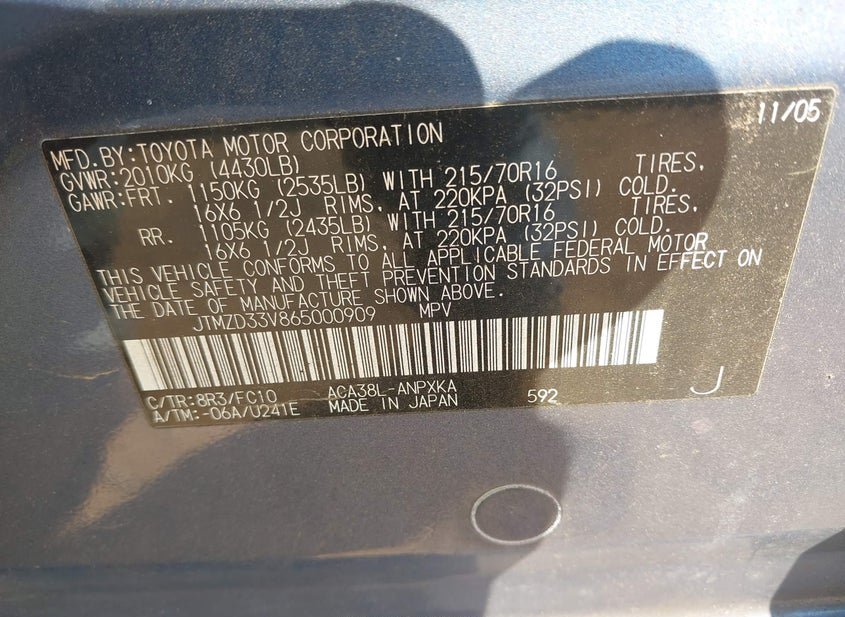 11/05
MFD.BY:TOYOTA MOTOR CORPORATION
GVWR:2010KG (4430LB)
GAWR:FRT. 1150KG (2535LB) WITH 215/70R16 TIRES,
16X6 1/2J RIMS, AT 220KPA (32PSI) COLD.
RR. 1105KG (2435LB) WITH 215/70R16 TIRES,
16X6 1/2J RIMS, AT 220KPA (32PSI) COLD.
THIS VEHICLE CONFORMS TO ALL APPLICABLE FEDERAL MOTOR
VEHICLE SAFETY AND THEFT PREVENTION STANDARDS IN EFFECT ON
THE DATE OF MANUFACTURE SHOWN ABOVE.
JTMZD33V865000909 MPV
C/TR:8R3/FC10 ACA38L-ANPXKA
A/TM:-06A/U241E MADE IN JAPAN 592 J